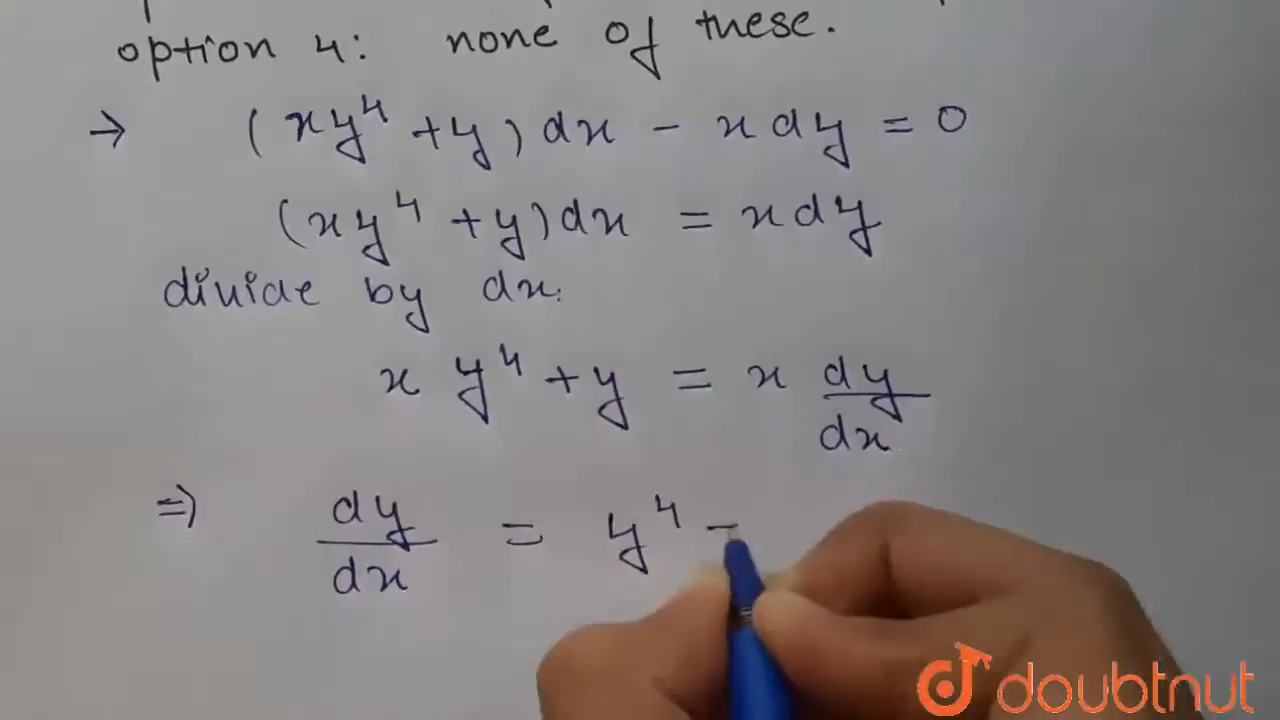 option 4: none of these.
→ (xy⁴ + y) dx - x dy = 0
(xy⁴ + y) dx = x dy
divide by dx.
x y⁴ + y = x dy/dx
⇒ dy/dx = y⁴ -
doubtnut